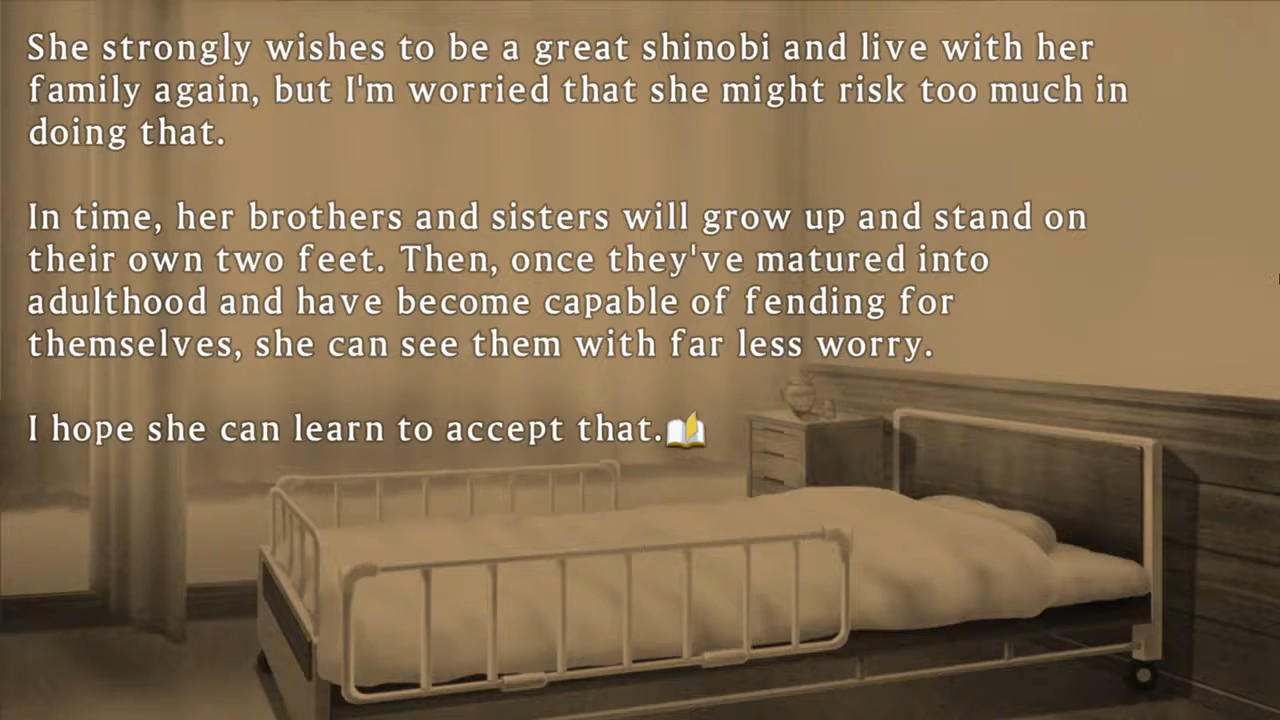 She strongly wishes to be a great shinobi and live with her
family again, but I'm worried that she might risk too much in
doing that.
In time, her brothers and sisters will grow up and stand on
their own two feet. Then, once they've matured into
adulthood and have become capable of fending for
themselves, she can see them with far less worry.
I hope she can learn to accept that.